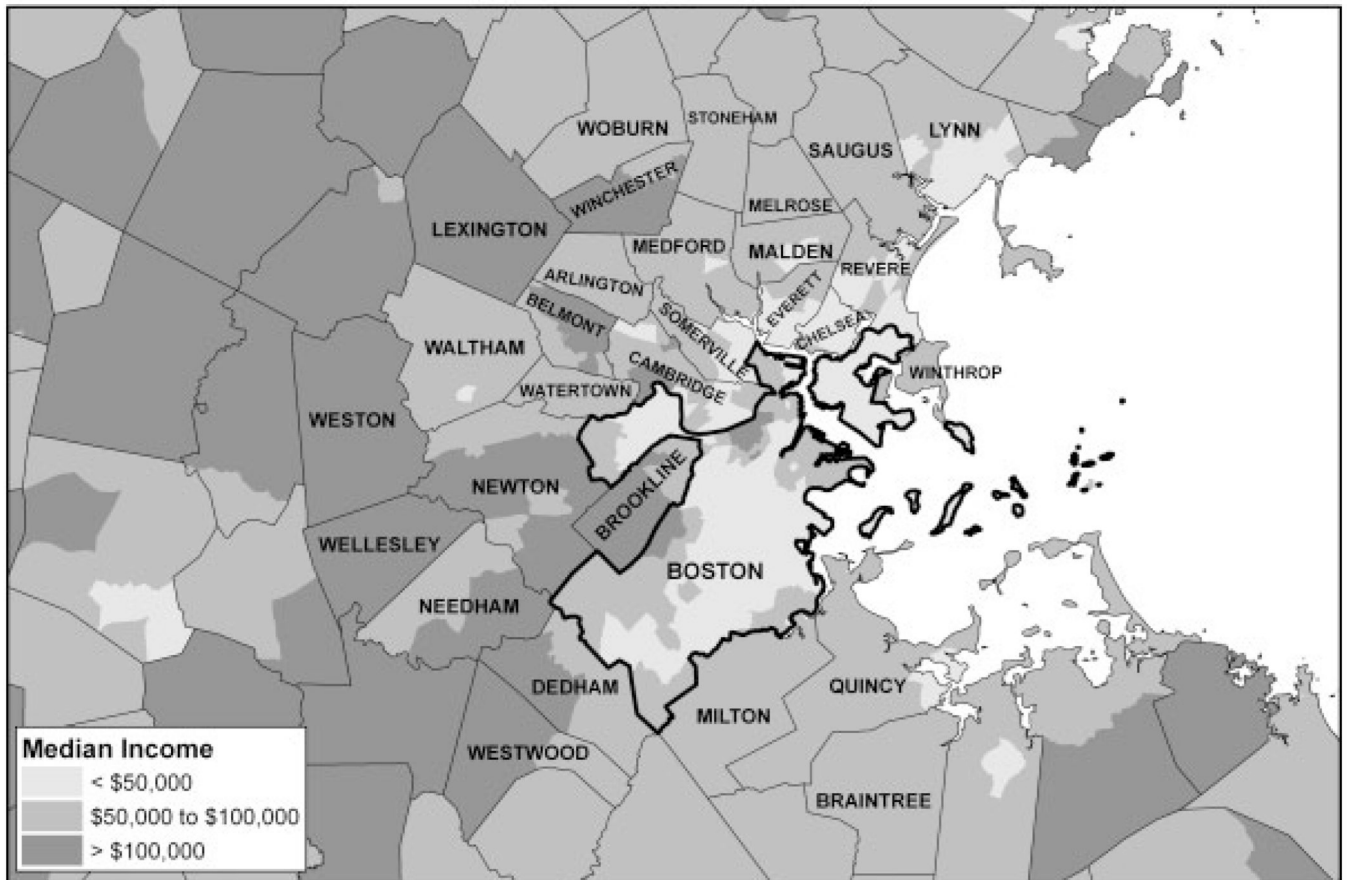 WOBURN
STONEHAM
LYNN
SAUGUS
WINCHESTER
MELROSE
LEXINGTON
MEDFORD
MALDEN
REVERE
ARLINGTON
BELMONT
EVERETT
SOMERVILLE
CHELSEA
WALTHAM
CAMBRIDGE
WINTHROP
WATERTOWN
WESTON
NEWTON
BROOKLINE
WELLESLEY
BOSTON
NEEDHAM
DEDHAM
QUINCY
MILTON
WESTWOOD
BRAINTREE
Median Income
< $50,000
$50,000 to $100,000
> $100,000